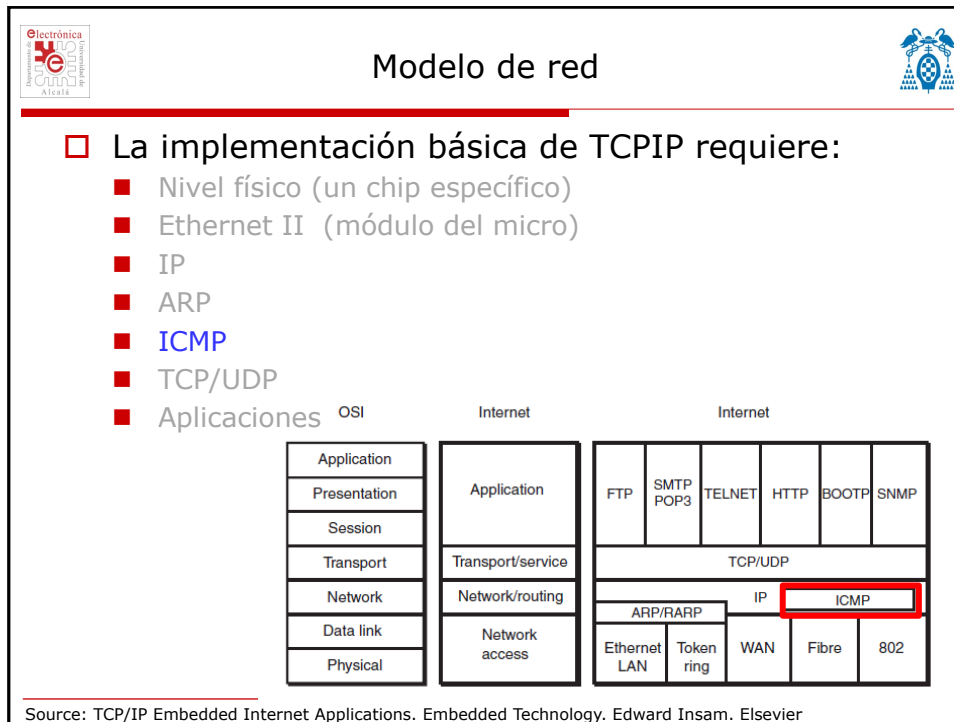 electrónica
Departamento de
Universidad de
Alcalá
Modelo de red
La implementación básica de TCPIP requiere:
Nivel físico (un chip específico)
Ethernet II (módulo del micro)
IP
ARP
ICMP
TCP/UDP
Aplicaciones
OSI
Internet
Internet
Application
Presentation
Session
Transport
Network
Data link
Physical
Application
Transport/service
Network/routing
Network
access
FTP
SMTP
POP3
TELNET
HTTP
BOOTP
SNMP
TCP/UDP
IP
ICMP
ARP/RARP
Ethernet
LAN
Token
ring
WAN
Fibre
802
Source: TCP/IP Embedded Internet Applications. Embedded Technology. Edward Insam. Elsevier